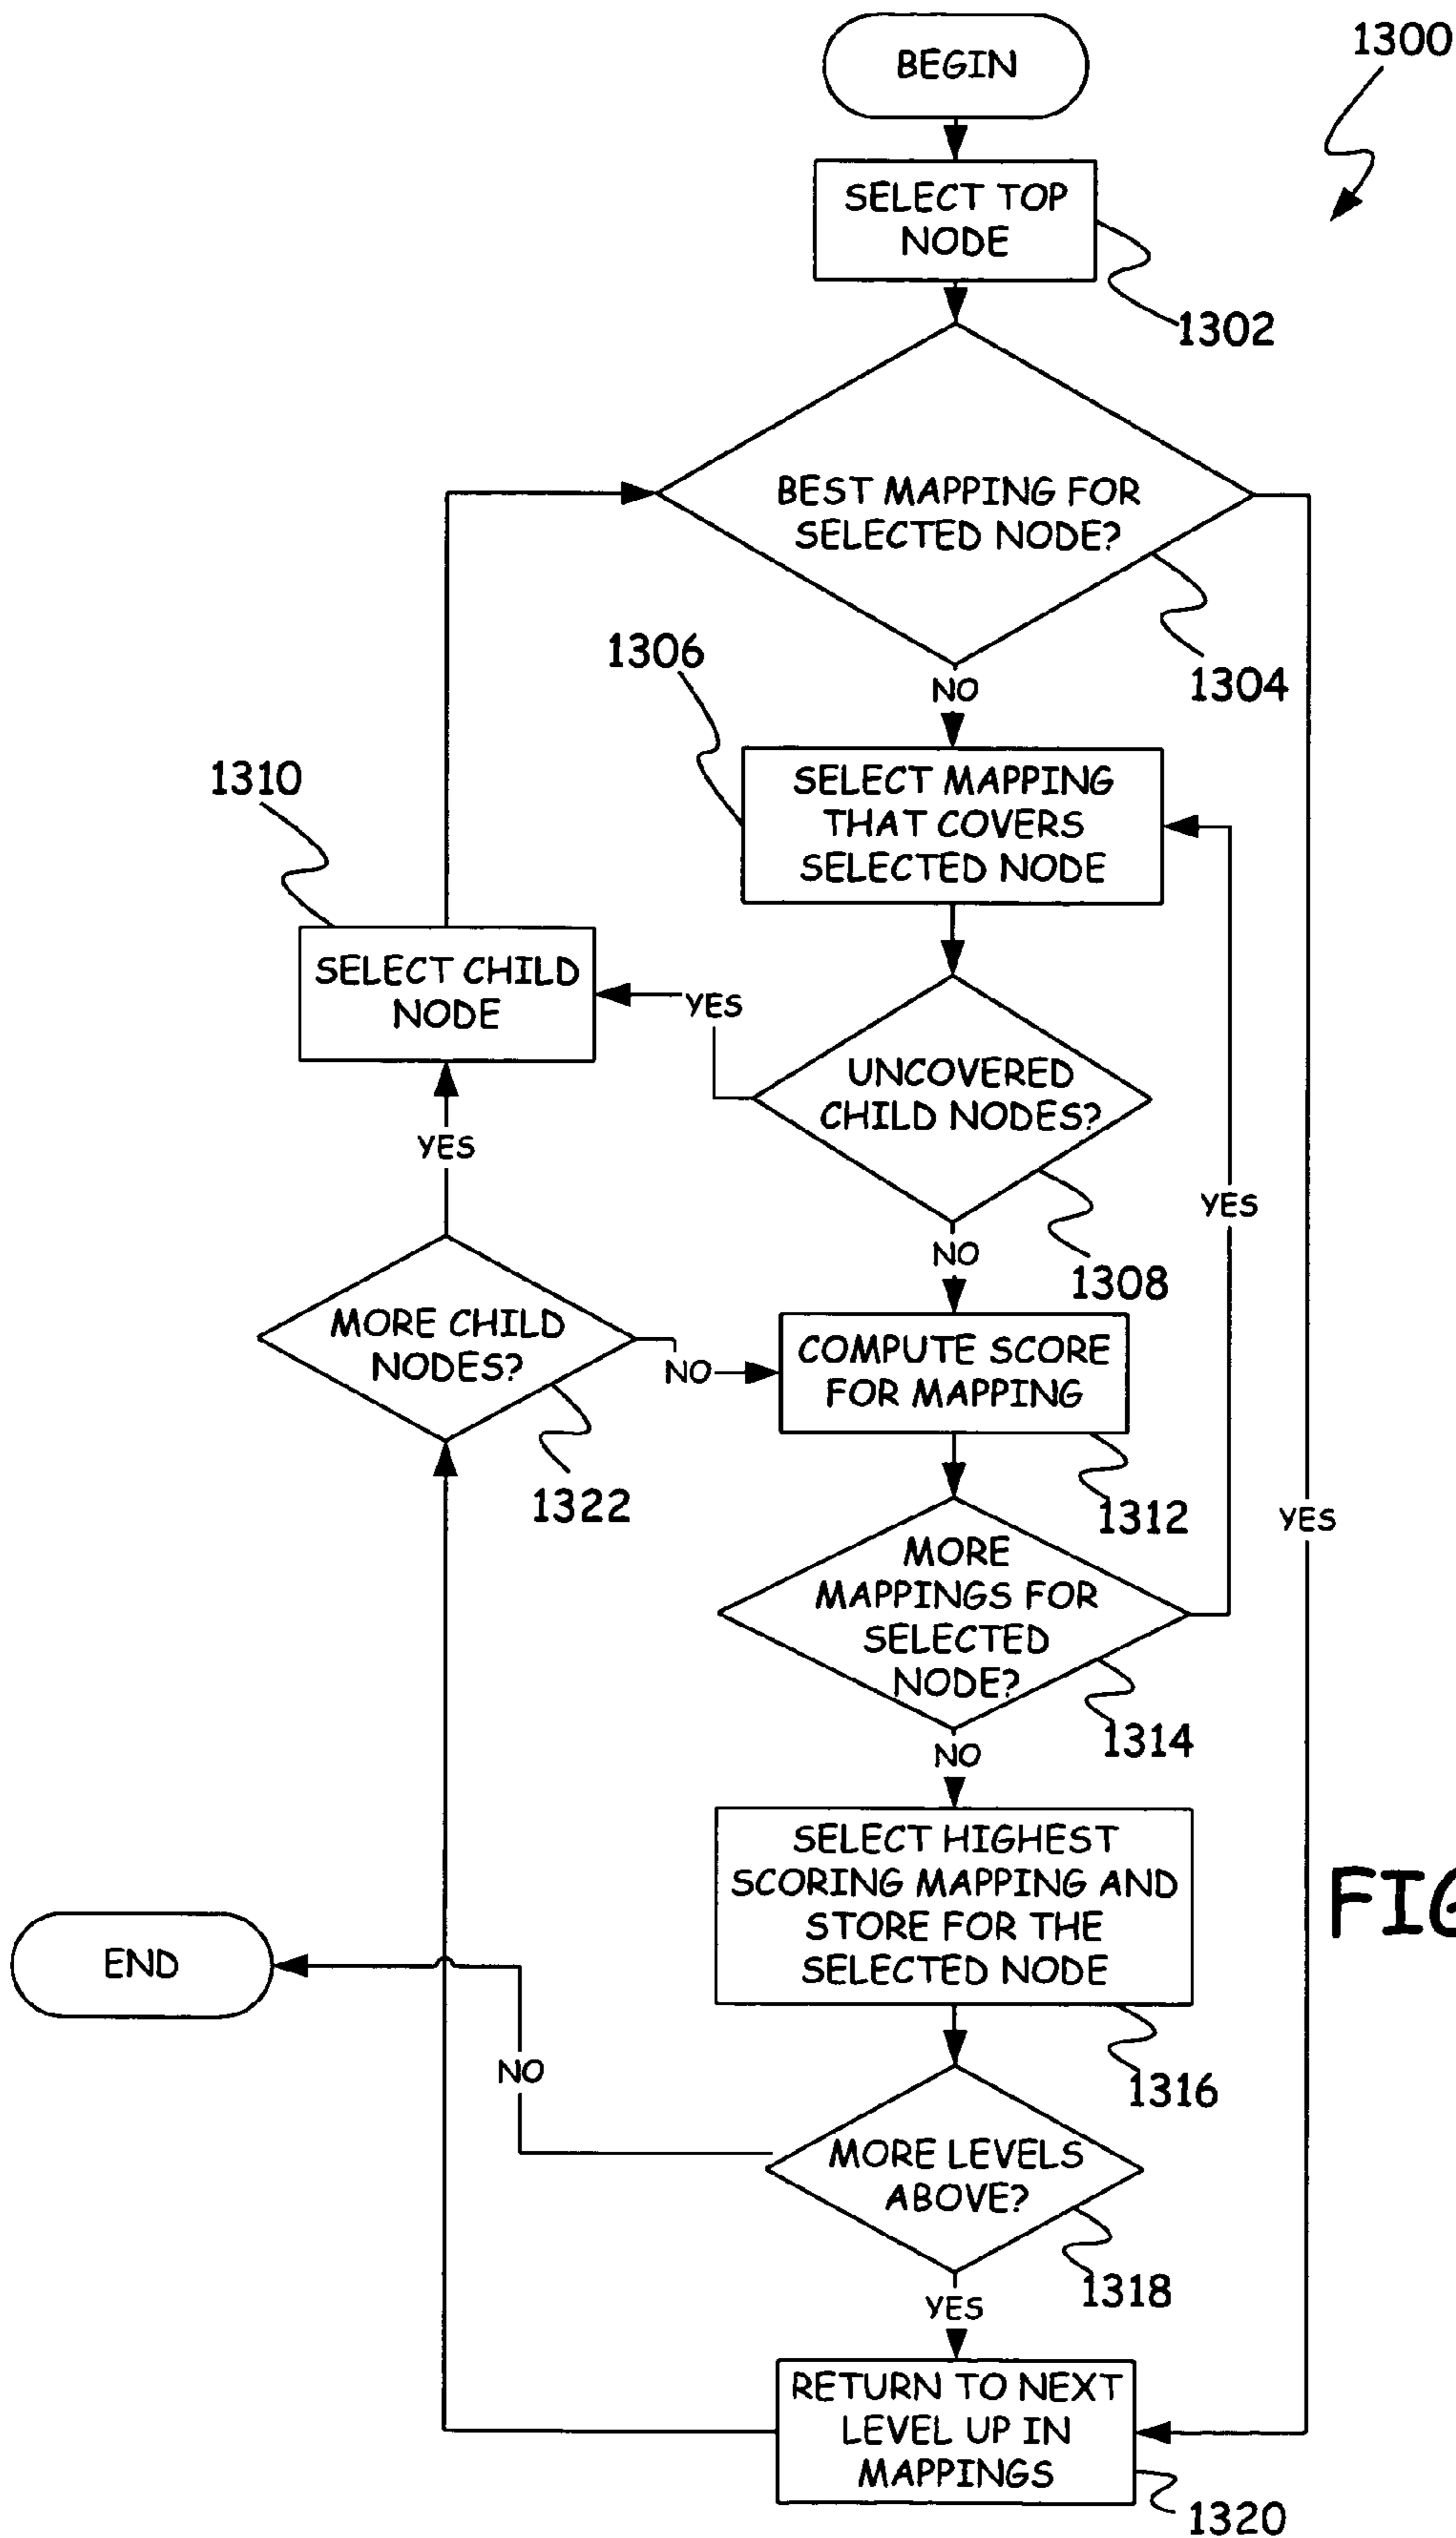 1300
BEGIN
SELECT TOP
NODE
1302
BEST MAPPING FOR
SELECTED NODE?
1304
NO
1306
SELECT MAPPING
THAT COVERS
SELECTED NODE
1310
SELECT CHILD
NODE
YES
UNCOVERED
CHILD NODES?
1308
YES
YES
NO
MORE CHILD
NODES?
1322
NO
COMPUTE SCORE
FOR MAPPING
1312
YES
MORE
MAPPINGS FOR
SELECTED
NODE?
1314
NO
SELECT HIGHEST
SCORING MAPPING AND
STORE FOR THE
SELECTED NODE
1316
FIG
END
NO
MORE LEVELS
ABOVE?
1318
YES
RETURN TO NEXT
LEVEL UP IN
MAPPINGS
1320